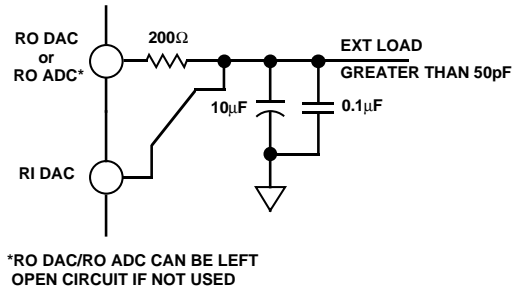 RO DAC
or
RO ADC*
200Ω
EXT LOAD
GREATER THAN 50pF
10μF
0.1μF
RI DAC
*RO DAC/RO ADC CAN BE LEFT
OPEN CIRCUIT IF NOT USED